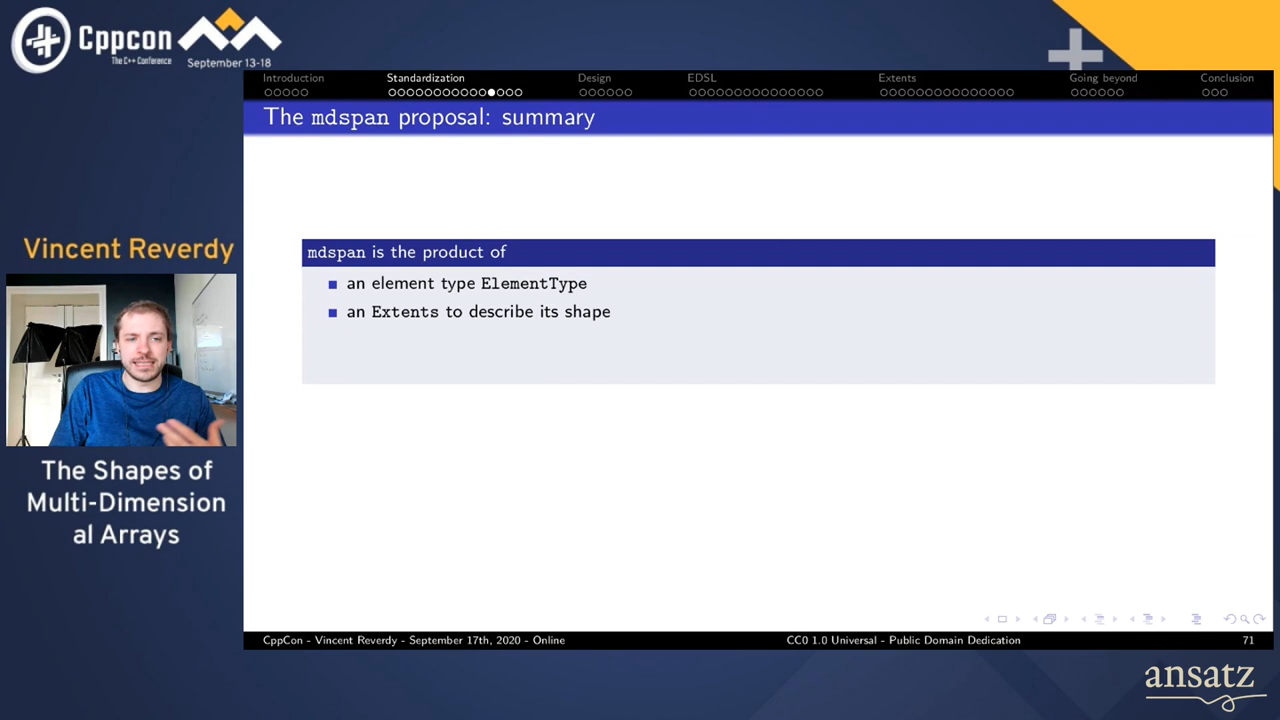 Cppcon
The C++ Conference
September 13-18
Introduction
Standardization
Design
EDSL
Extents
Going beyond
Conclusion
The mdspan proposal: summary
mdspan is the product of
an element type ElementType
an Extents to describe its shape
Vincent Reverdy
The Shapes of
Multi-Dimension
al Arrays
CppCon - Vincent Reverdy - September 17th, 2020 - Online
CC0 1.0 Universal - Public Domain Dedication
71
ansatz